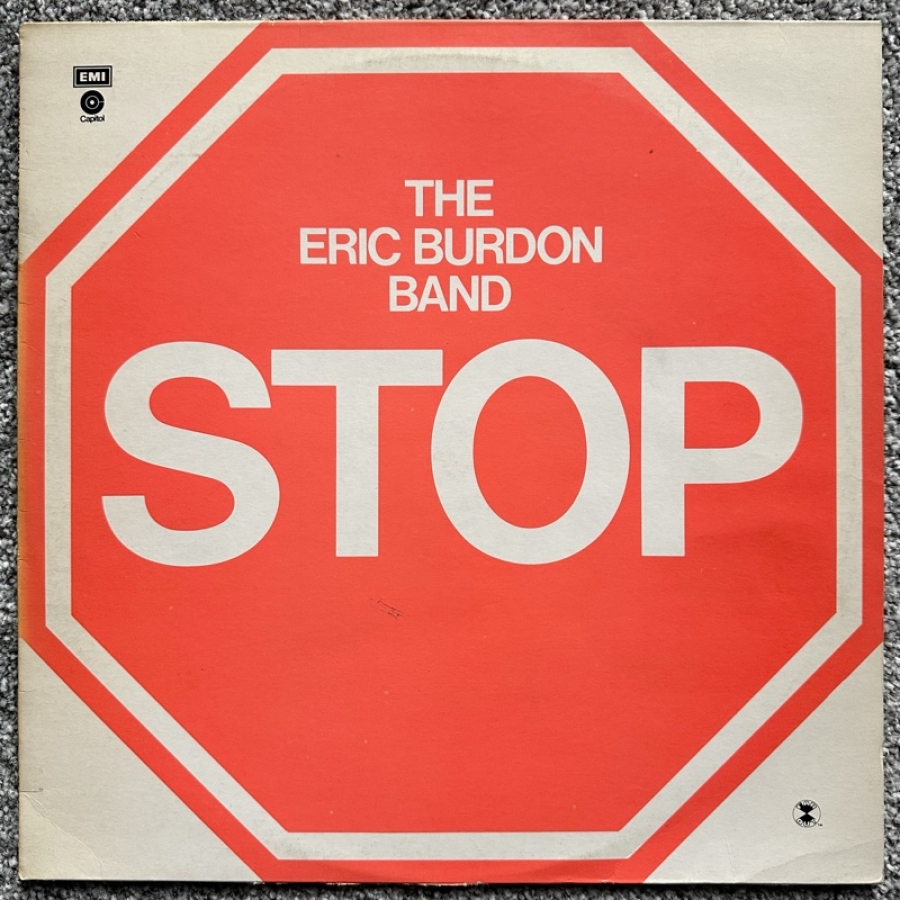 EMI
Capitol
THE
ERIC BURDON
BAND
STOP